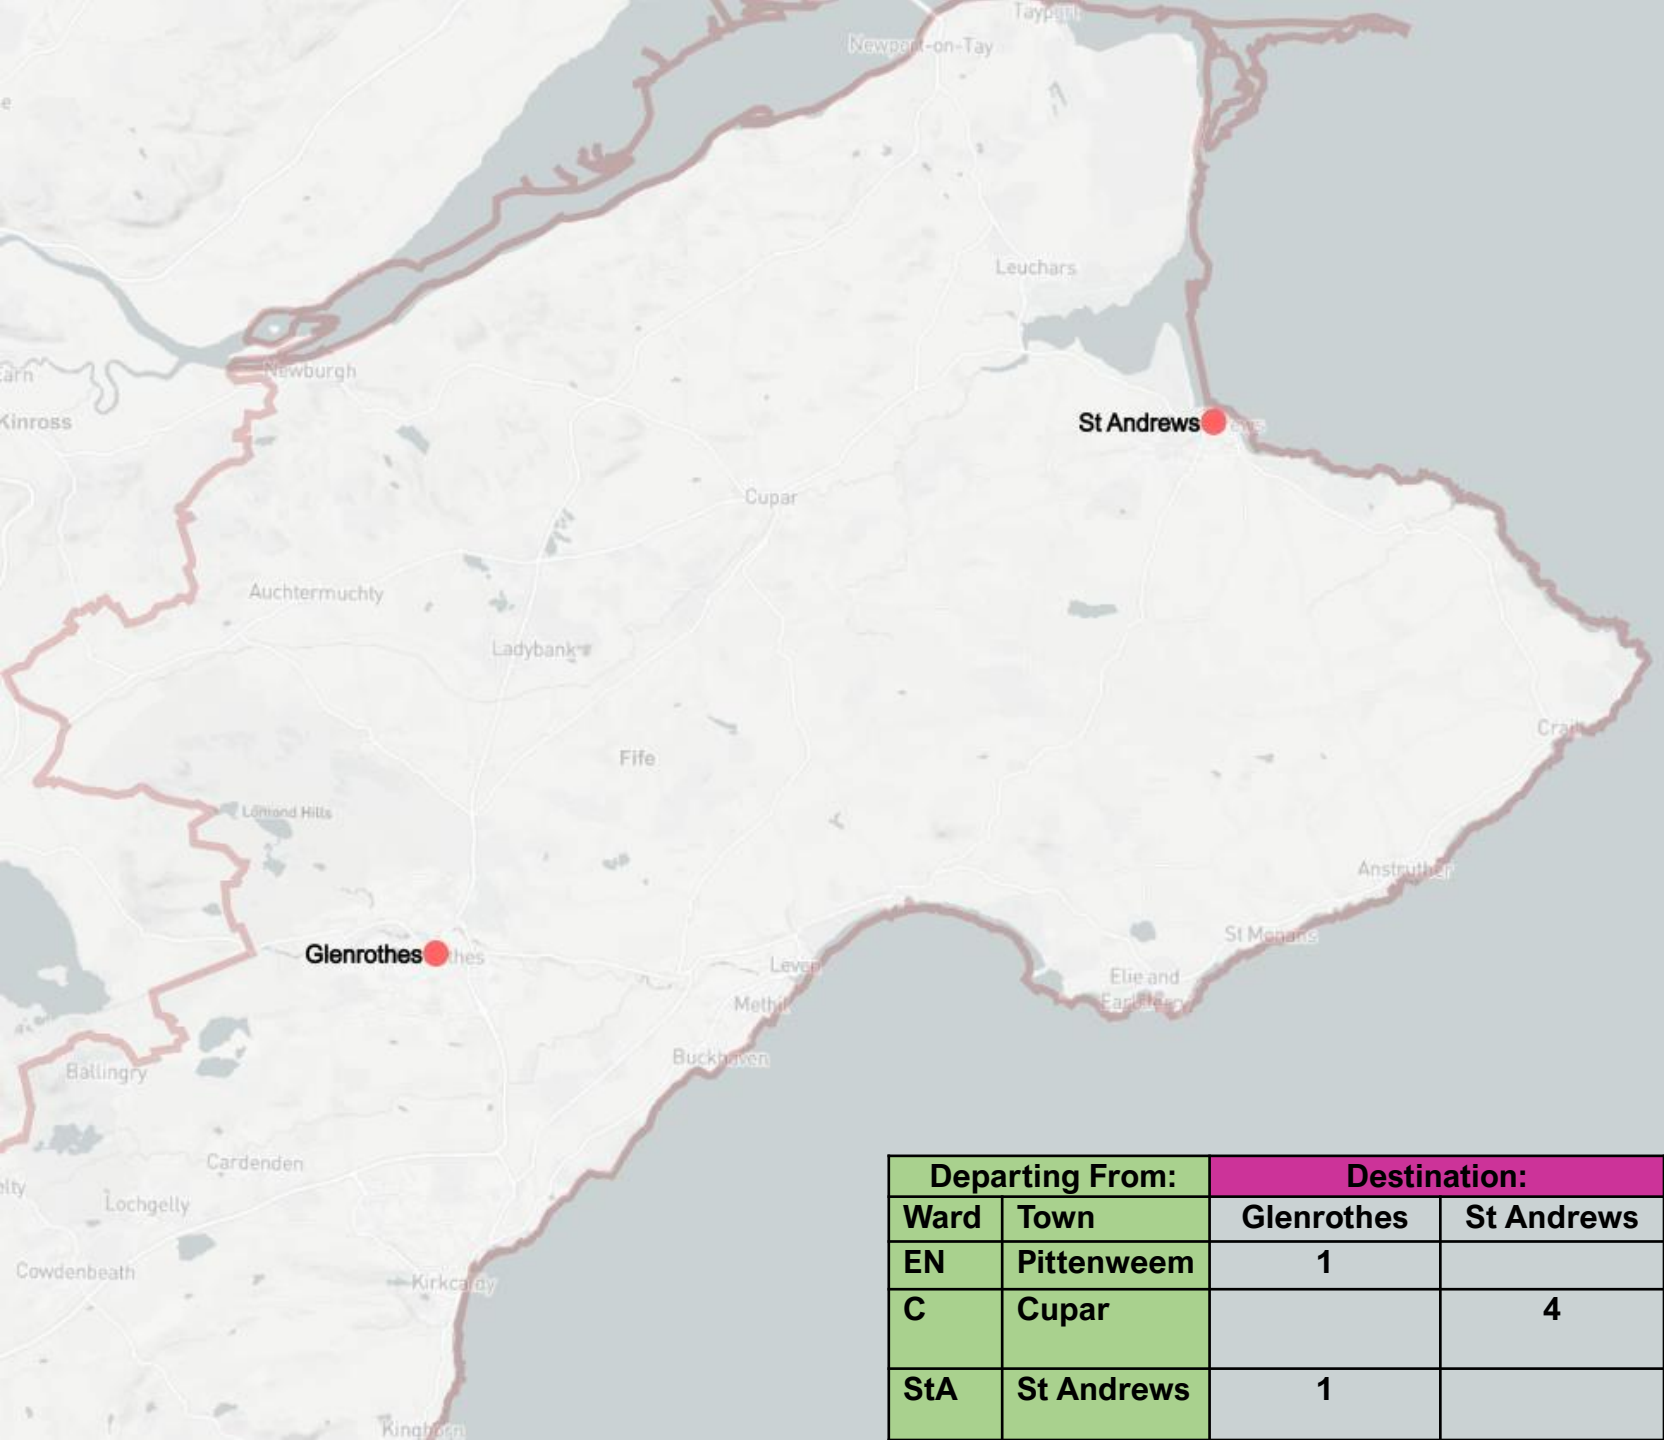 Tayport
Newport-on-Tay
Leuchars
Newburgh
Kinross
St Andrews
Cupar
Auchtermuchty
Ladybank
Fife
Crail
Lomond Hills
Anstruther
St Monans
Glenrothes
Leven
Elie and
Earlsferry
Methil
Buckhaven
Ballingry
Cardenden
Lochgelly
Cowdenbeath
Kirkcaldy
Kinghorn
Departing From: Destination:
Ward Town Glenrothes St Andrews
EN Pittenweem 1
C Cupar 4
StA St Andrews 1